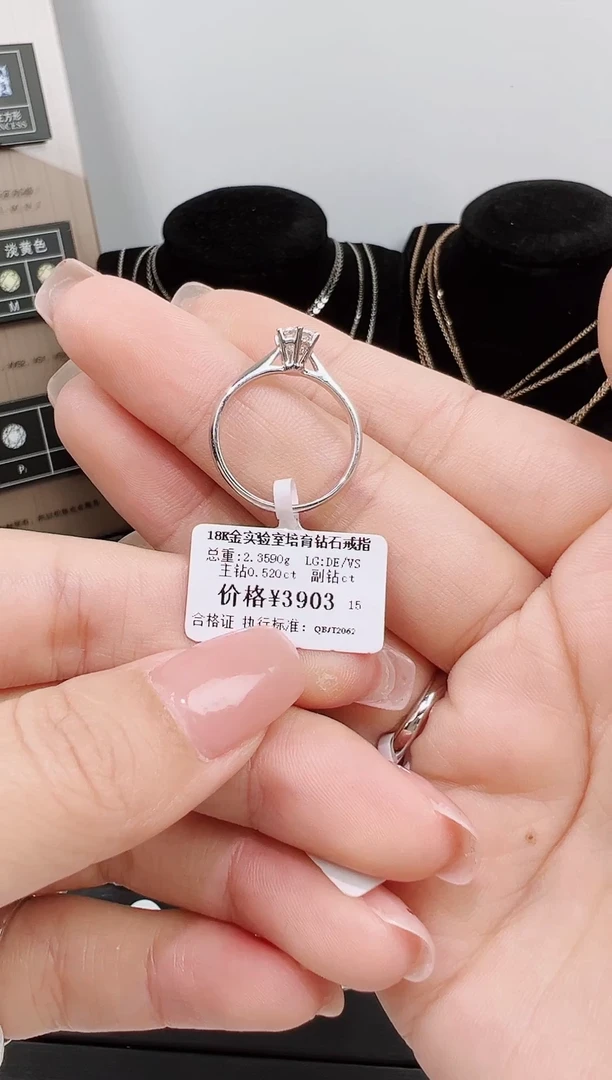 淡黄色
M
18K金实验室培育钻石戒指
总重:2.3590g LG:DE/VS
主钻0.520ct 副钻ct
价格¥3903 15
合格证 执行标准: QBJT2062